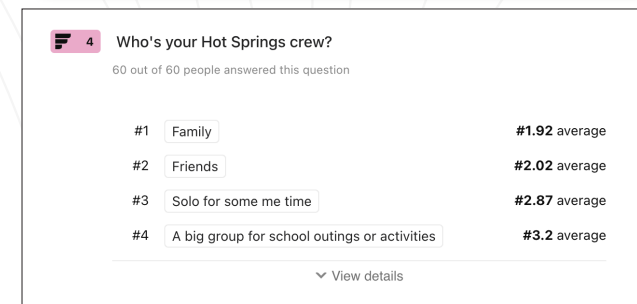 4 Who's your Hot Springs crew?
60 out of 60 people answered this question
#1 Family #1.92 average
#2 Friends #2.02 average
#3 Solo for some me time #2.87 average
#4 A big group for school outings or activities #3.2 average
View details